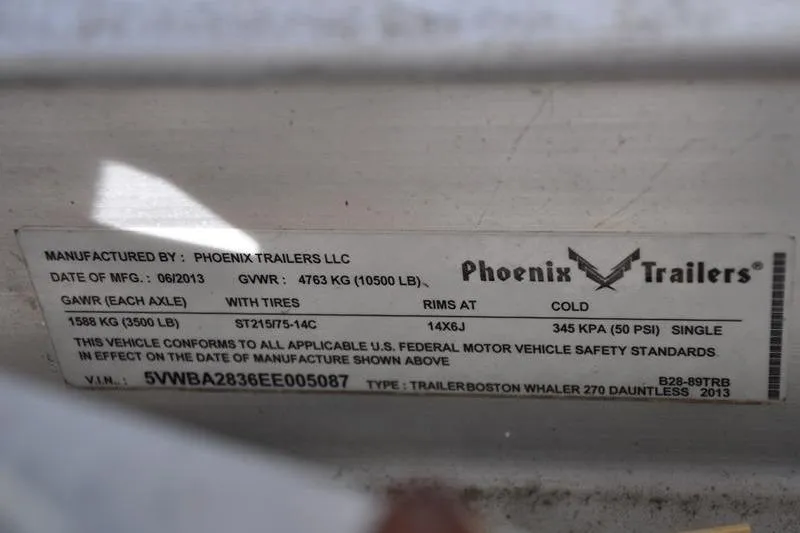 MANUFACTURED BY : PHOENIX TRAILERS LLC
Phoenix Trailers®
DATE OF MFG. : 06/2013 GVWR : 4763 KG (10500 LB)
GAWR (EACH AXLE) WITH TIRES RIMS AT COLD
1588 KG (3500 LB) ST215/75-14C 14X6J 345 KPA (50 PSI) SINGLE
THIS VEHICLE CONFORMS TO ALL APPLICABLE U.S. FEDERAL MOTOR VEHICLE SAFETY STANDARDS
IN EFFECT ON THE DATE OF MANUFACTURE SHOWN ABOVE
B28-89TRB
V.I.N.. : 5VWBA2836EE005087 TYPE : TRAILERBOSTON WHALER 270 DAUNTLESS 2013